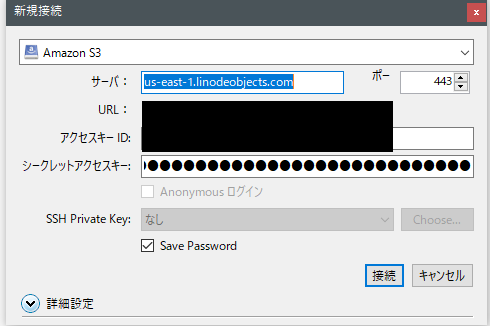 新規接続
Amazon S3
サーバ： us-east-1.linodeobjects.com ポー 443
URL：
アクセスキー ID:
シークレットアクセスキー: ●●●●●●●●●●●●●●●●●●●●●●●●●●●●
Anonymous ログイン
SSH Private Key: なし Choose...
Save Password
接続 キャンセル
詳細設定